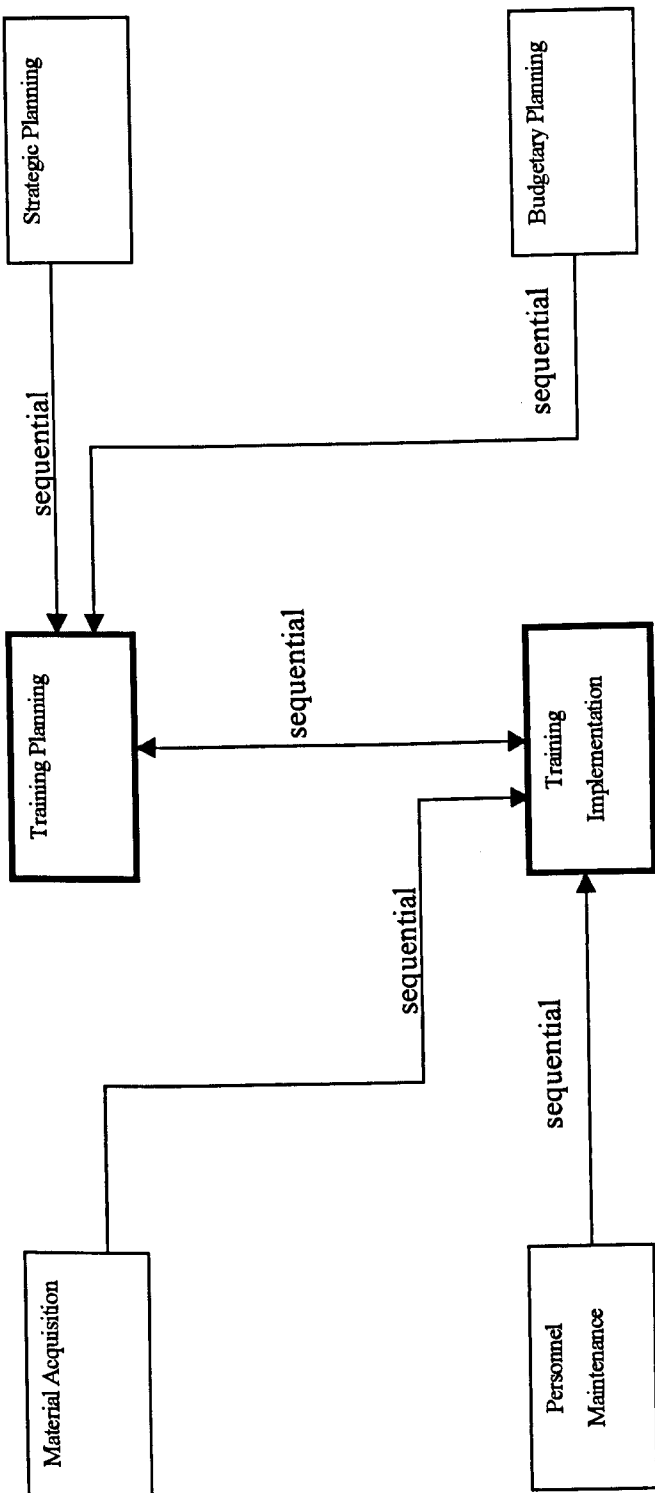 Strategic Planning
Budgetary Planning
sequential
sequential
Training Planning
sequential
Training
Implementation
sequential
sequential
Material Acquisition
Personnel
Maintenance